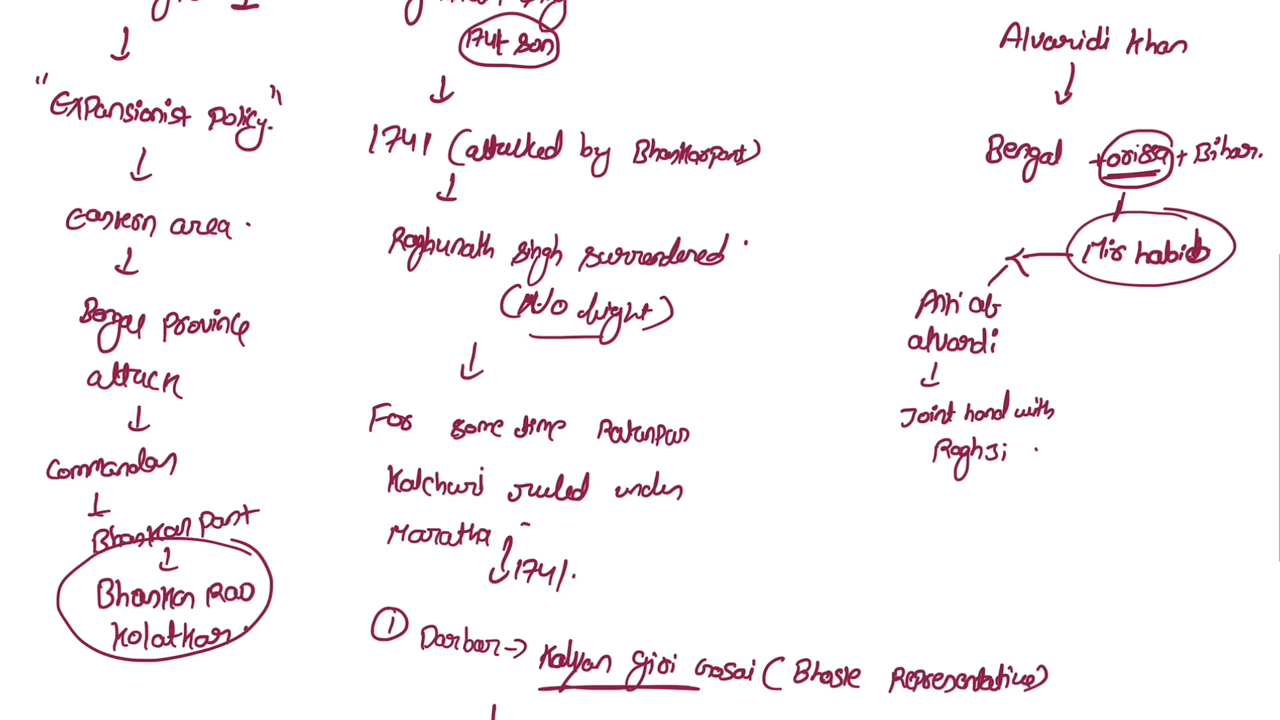 "Expansionist Policy."
Eastern area.
Bengal Province
attack
Commander
Bhaskar Pant
Bhaskar Rao
Kolatkar.
1741 (attacked by Bhaskarpant)
Raghunath singh surrendered.
(No fight)
For some time Ratanpur
Kalchuri ruled under
Maratha
1741.
① Darbar → Kalyan giri Gosai (Bhosle Representative)
Alvaridi Khan
Bengal + orissa + Bihar.
Mir habib
alvardi
Joint hand with
Raghji.